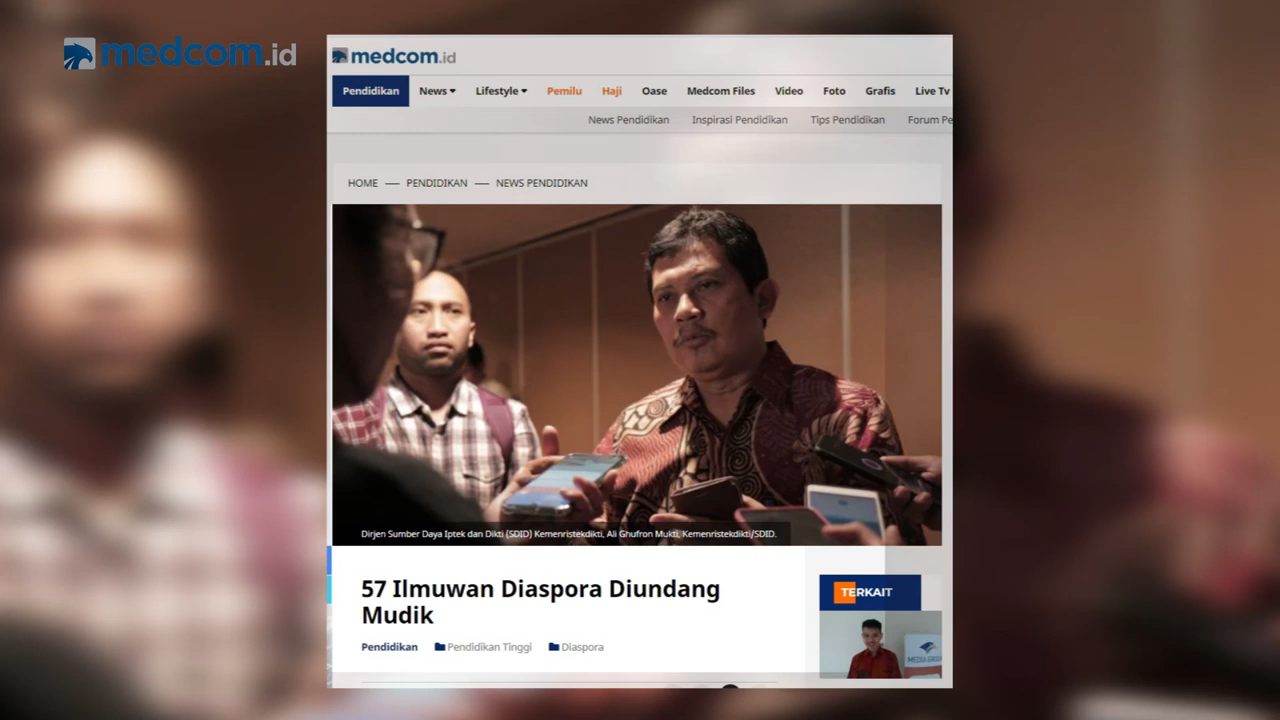 medcom.id
medcom.id
Pendidikan News Lifestyle Pemilu Haji Oase Medcom Files Video Foto Grafis Live Tv
News Pendidikan Inspirasi Pendidikan Tips Pendidikan Forum Pe
HOME — PENDIDIKAN — NEWS PENDIDIKAN
Dirjen Sumber Daya Iptek dan Dikti (SDID) Kemenristekdikti, Ali Ghufron Mukti, Kemenristekdikti/SDID.
57 Ilmuwan Diaspora Diundang
Mudik
TERKAIT
Pendidikan Pendidikan Tinggi Diaspora
MEDIA GROUP